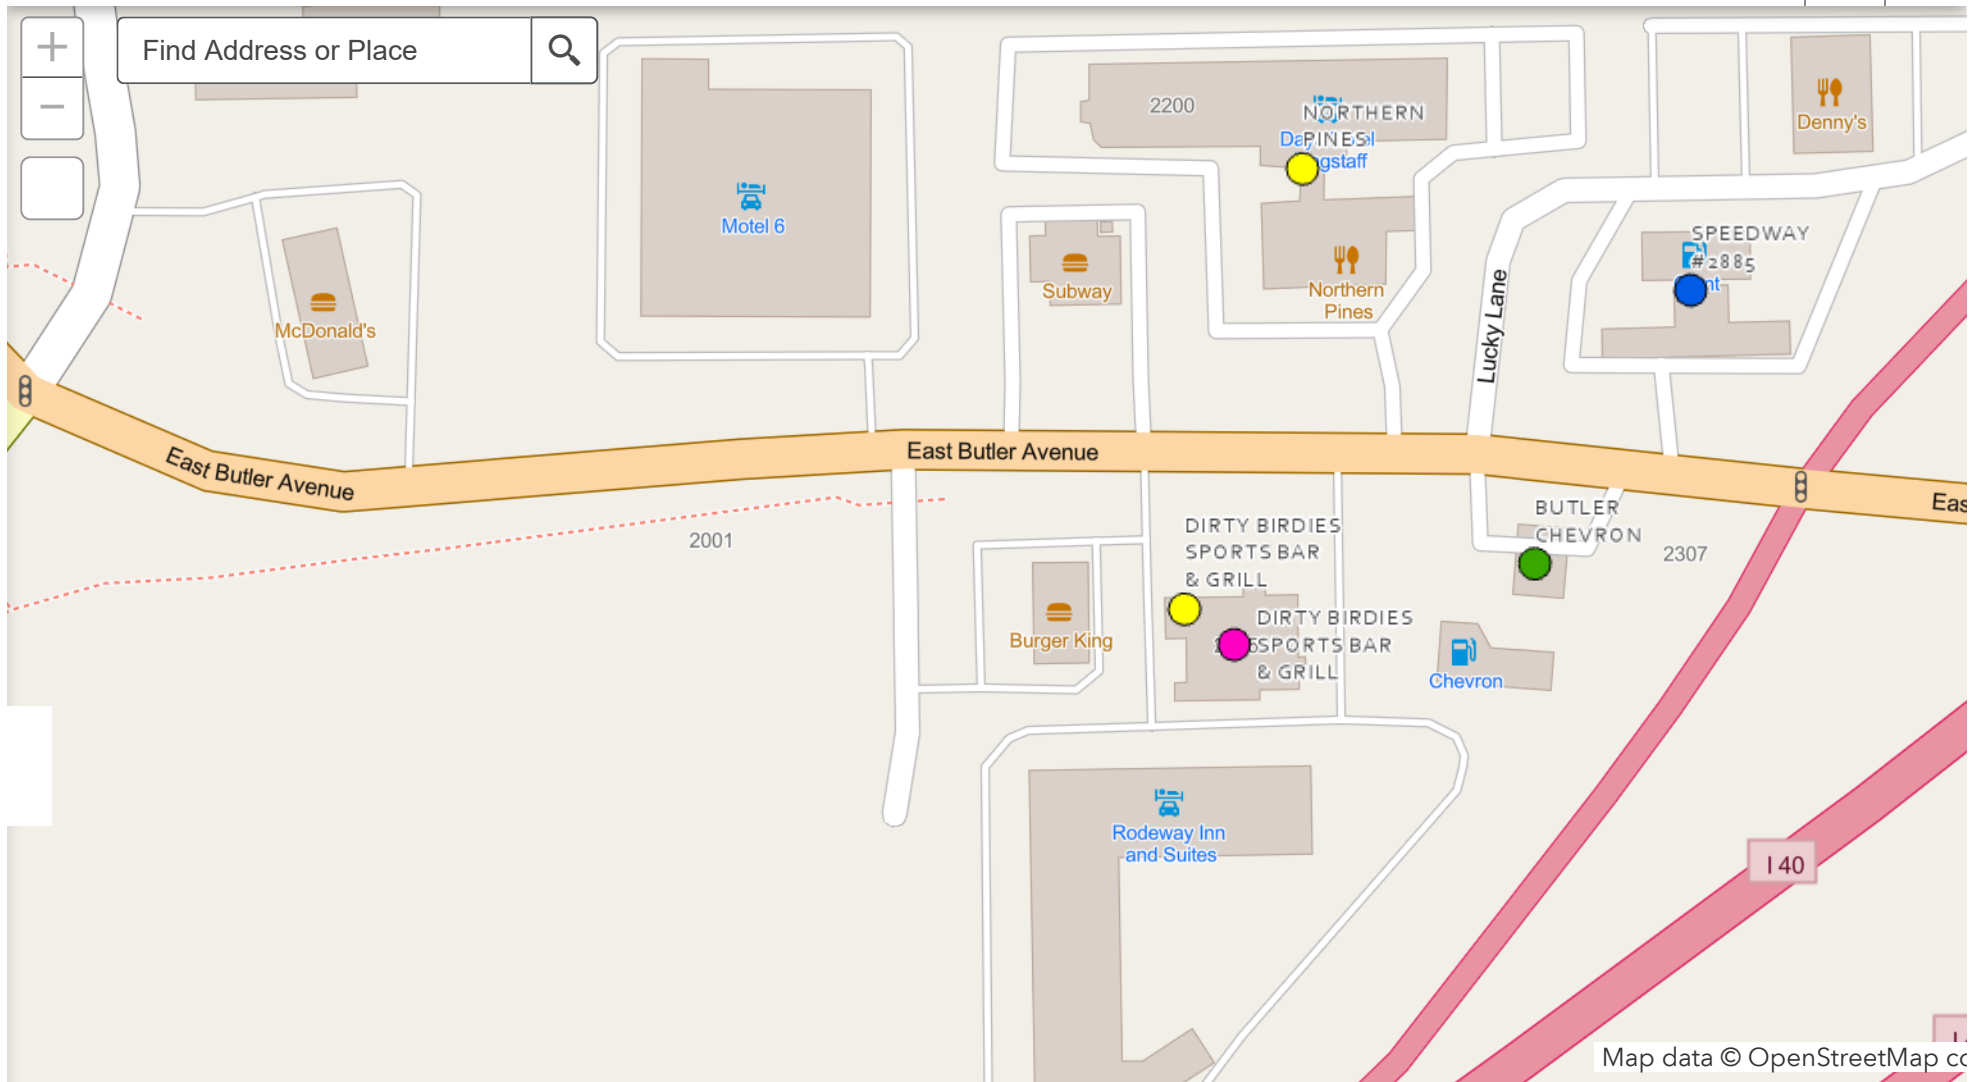 Find Address or Place
2200
NORTHERN
PINES
gstaff
Denny's
Motel 6
Subway
Northern
Pines
McDonald's
Lucky Lane
SPEEDWAY
#2885
East Butler Avenue
East Butler Avenue
2001
BUTLER
CHEVRON
2307
DIRTY BIRDIES
SPORTS BAR
& GRILL
DIRTY BIRDIES
SPORTS BAR
& GRILL
Burger King
Chevron
Rodeway Inn
and Suites
I 40
Eas
Map data © OpenStreetMap co